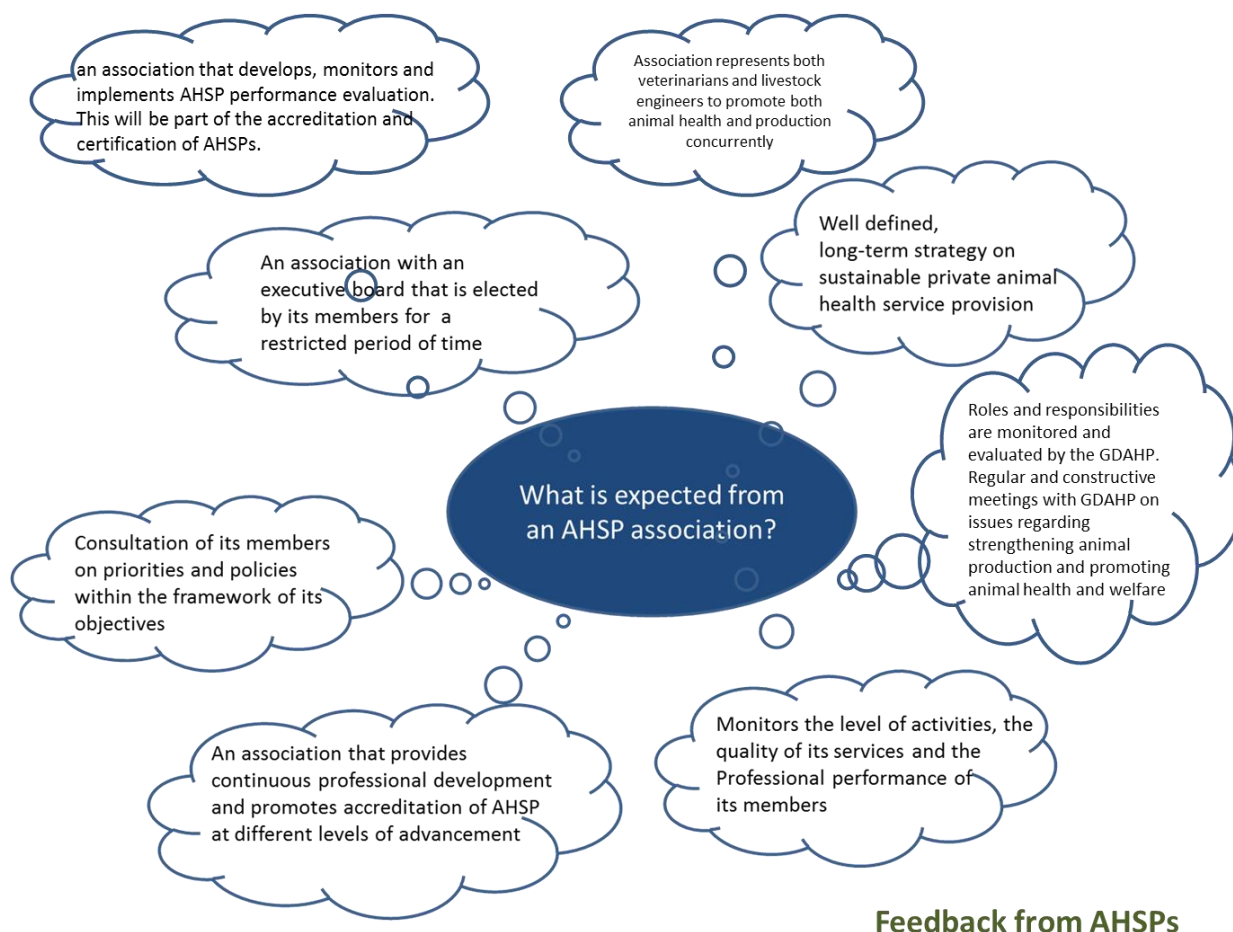 an association that develops, monitors and
implements AHSP performance evaluation.
This will be part of the accreditation and
certification of AHSPs.
Association represents both
veterinarians and livestock
engineers to promote both
animal health and production
concurrently
An association with an
executive board that is elected
by its members for a
restricted period of time
Well defined,
long-term strategy on
sustainable private animal
health service provision
Roles and responsibilities
are monitored and
evaluated by the GDAHP.
Regular and constructive
meetings with GDAHP on
issues regarding
strengthening animal
production and promoting
animal health and welfare
What is expected from
an AHSP association?
Consultation of its members
on priorities and policies
within the framework of its
objectives
An association that provides
continuous professional development
and promotes accreditation of AHSP
at different levels of advancement
Monitors the level of activities, the
quality of its services and the
Professional performance of
its members
Feedback from AHSPs